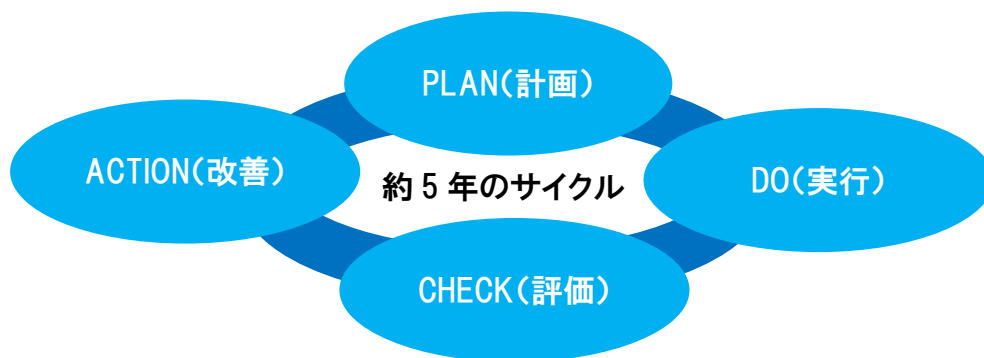 PLAN(計画)
ACTION(改善)
約 5 年のサイクル
DO(実行)
CHECK(評価)